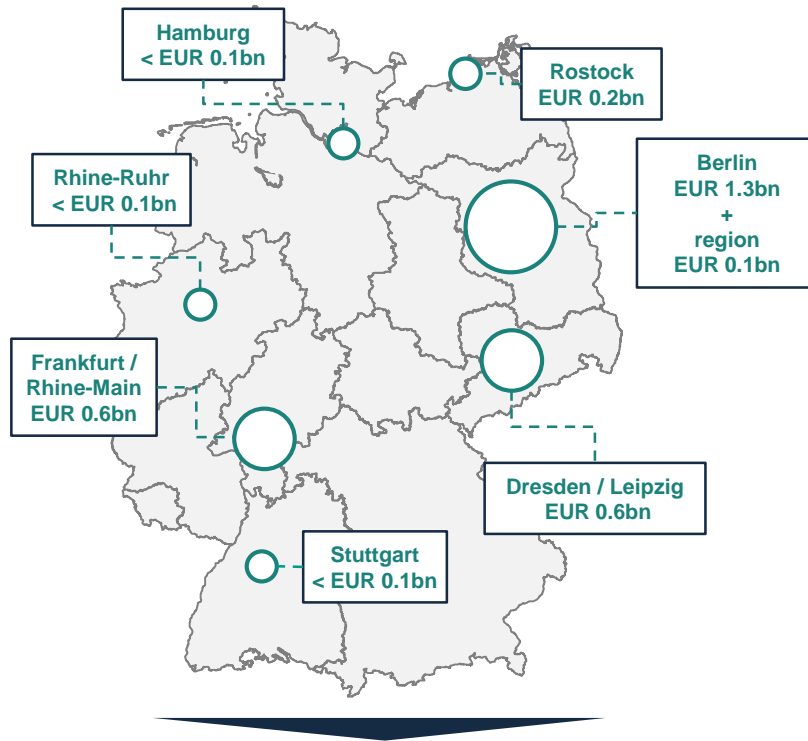 Hamburg
< EUR 0.1bn
Rostock
EUR 0.2bn
Rhine-Ruhr
< EUR 0.1bn
Berlin
EUR 1.3bn
+
region
EUR 0.1bn
Frankfurt /
Rhine-Main
EUR 0.6bn
Dresden / Leipzig
EUR 0.6bn
Stuttgart
< EUR 0.1bn